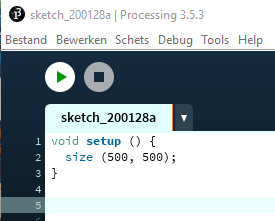 sketch_200128a | Processing 3.5.3
Bestand Bewerken Schets Debug Tools Help
sketch_200128a ▼
1 void setup () {
2 size (500, 500);
3 }
4
5